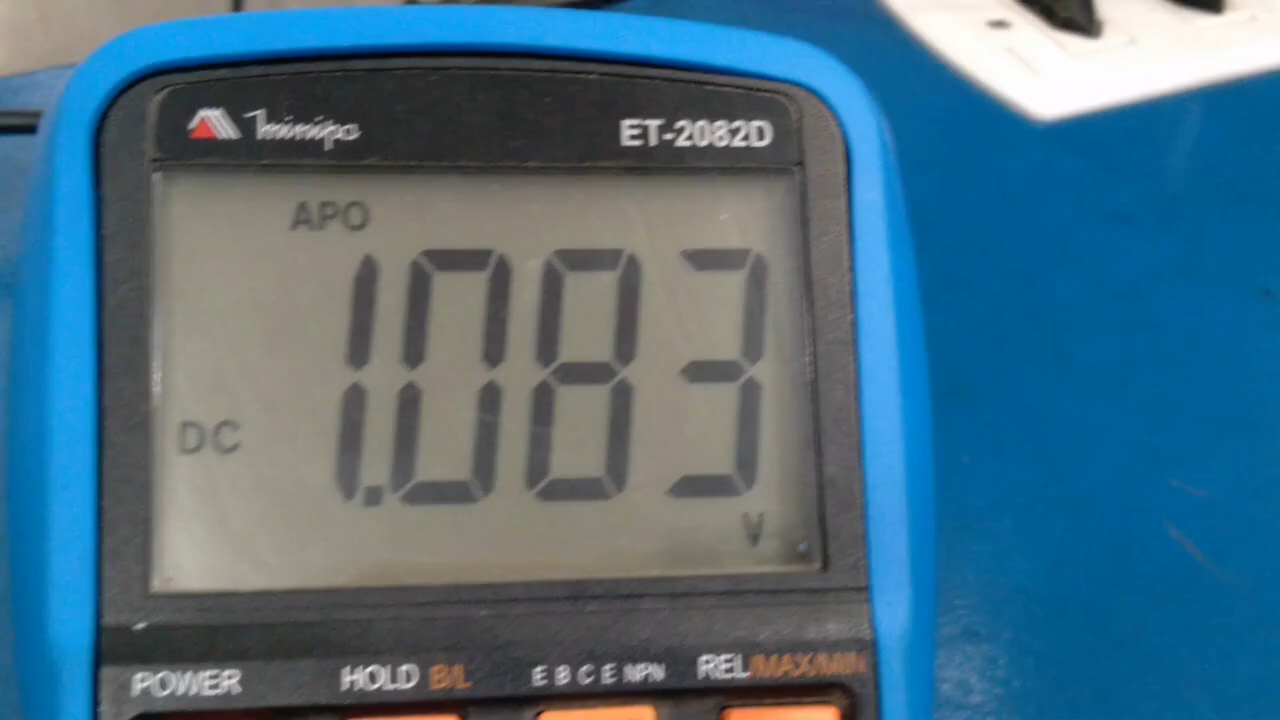 Minipa ET-2082D
APO
1.083
DC
V
POWER HOLD B/L E B C E NPN REL/MAX/MIN